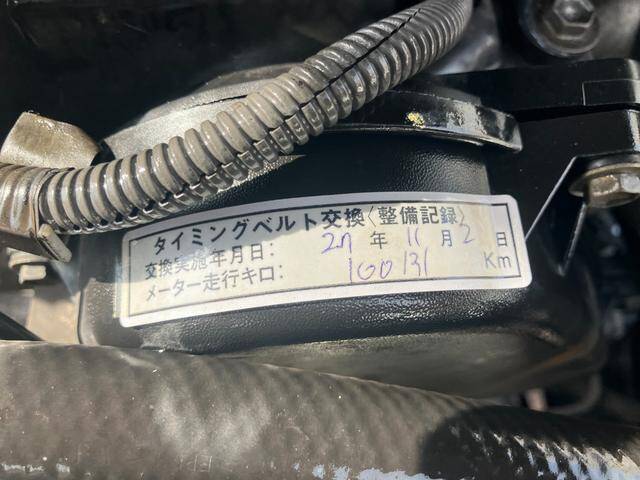 タイミングベルト交換〈整備記録〉
交換実施年月日: 27 年 11 月 2 日
メーター走行キロ: 100131 Km